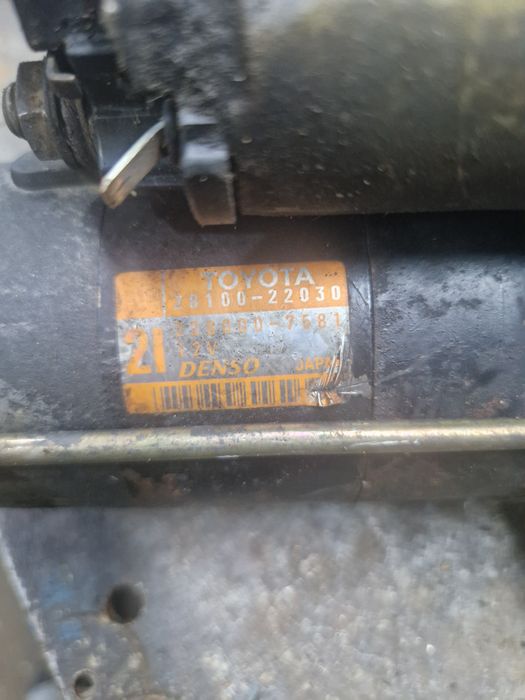 TOYOTA
28100-22030
21
12V
DENSO JAPAN